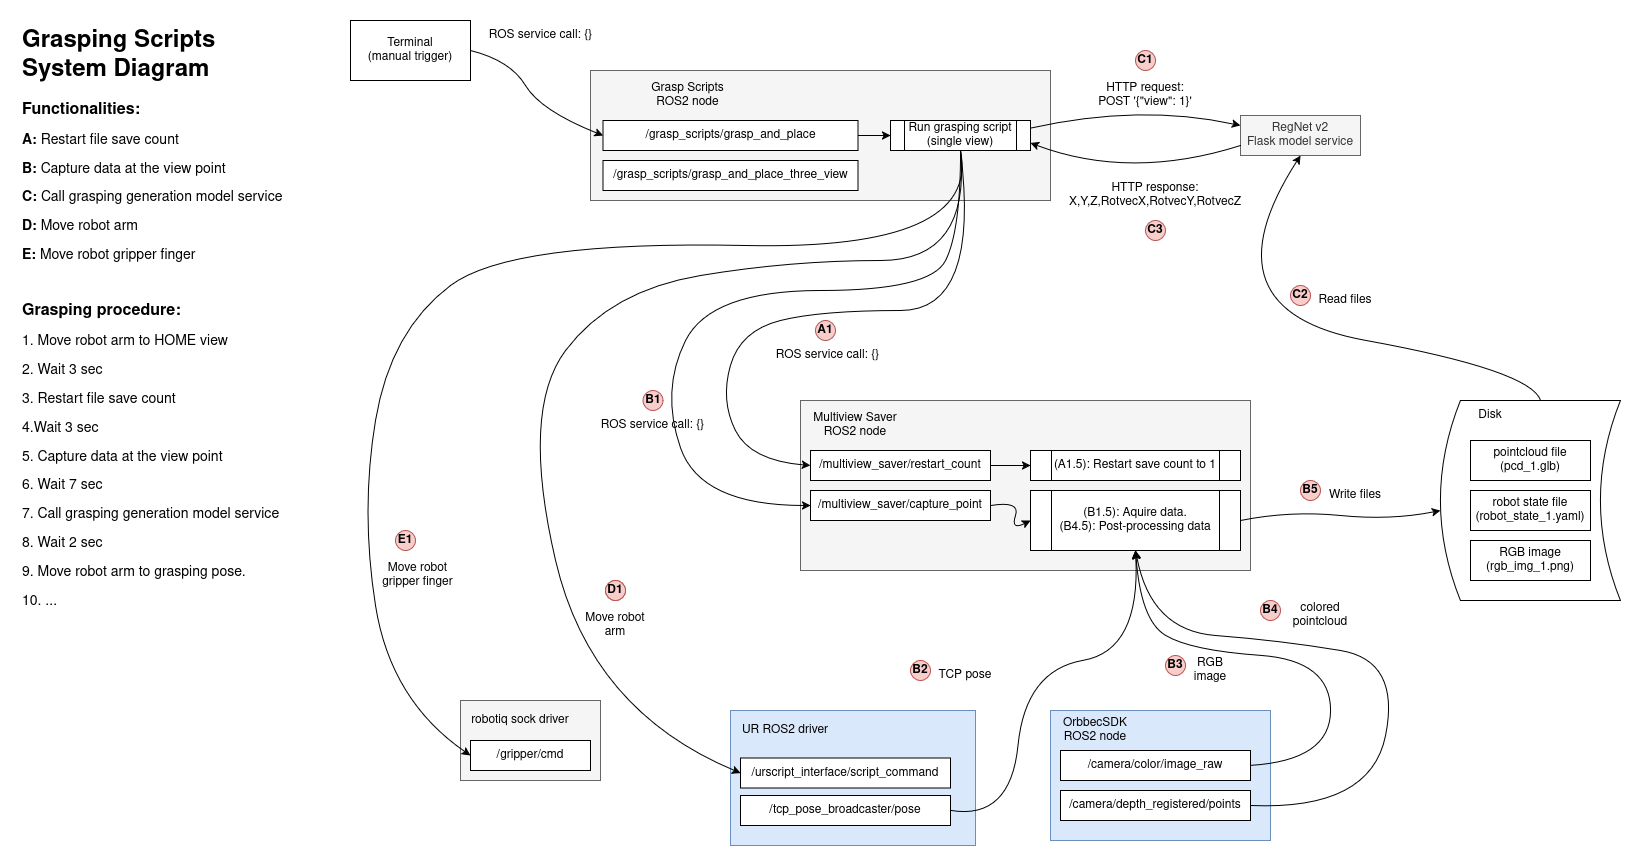 Grasping Scripts
System Diagram
Functionalities:
A: Restart file save count
B: Capture data at the view point
C: Call grasping generation model service
D: Move robot arm
E: Move robot gripper finger
Grasping procedure:
1. Move robot arm to HOME view
2. Wait 3 sec
3. Restart file save count
4.Wait 3 sec
5. Capture data at the view point
6. Wait 7 sec
7. Call grasping generation model service
8. Wait 2 sec
9. Move robot arm to grasping pose.
10. ...
Terminal
(manual trigger)
ROS service call: {}
Grasp Scripts
ROS2 node
/grasp_scripts/grasp_and_place
/grasp_scripts/grasp_and_place_three_view
Run grasping script
(single view)
C1
HTTP request:
POST '{"view": 1}'
RegNet v2
Flask model service
HTTP response:
X,Y,Z,RotvecX,RotvecY,RotvecZ
C3
C2
Read files
A1
ROS service call: {}
B1
ROS service call: {}
Multiview Saver
ROS2 node
/multiview_saver/restart_count
(A1.5): Restart save count to 1
/multiview_saver/capture_point
(B1.5): Aquire data.
(B4.5): Post-processing data
B5
Write files
Disk
pointcloud file
(pcd_1.glb)
robot state file
(robot_state_1.yaml)
RGB image
(rgb_img_1.png)
E1
Move robot
gripper finger
D1
Move robot
arm
B2
TCP pose
B3
RGB
image
B4
colored
pointcloud
robotiq sock driver
/gripper/cmd
UR ROS2 driver
/urscript_interface/script_command
/tcp_pose_broadcaster/pose
OrbbecSDK
ROS2 node
/camera/color/image_raw
/camera/depth_registered/points